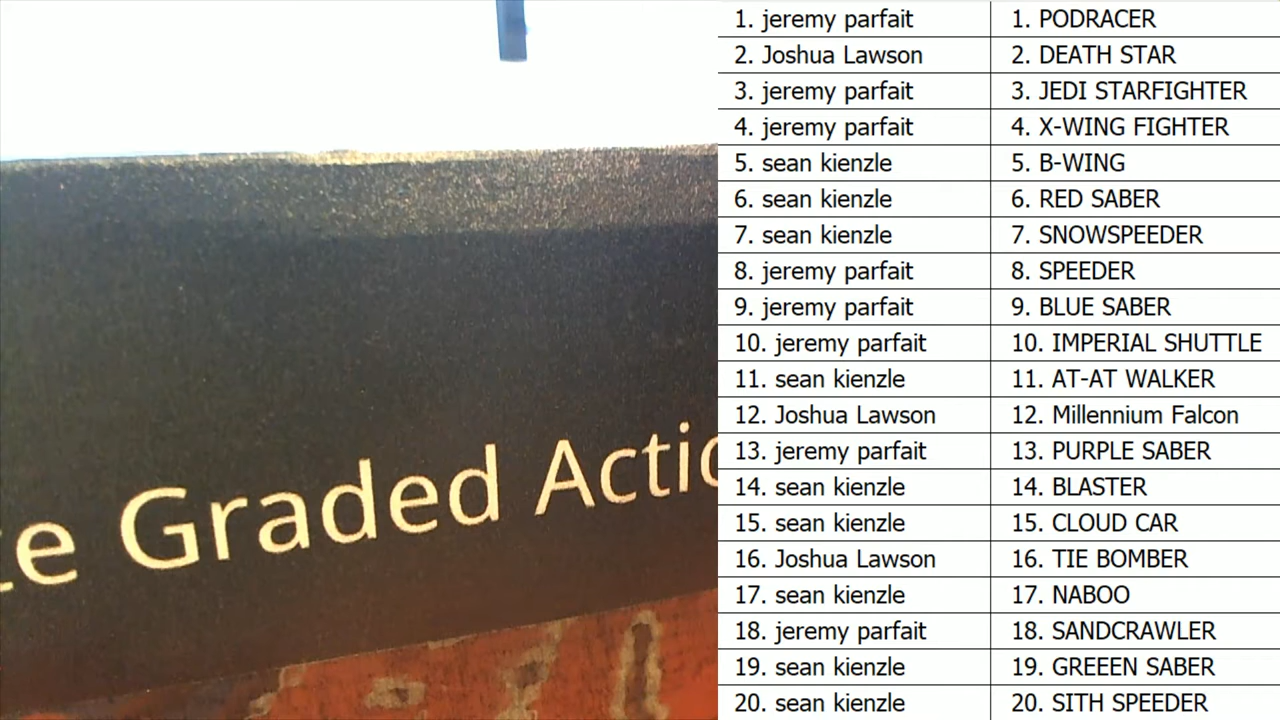 e Graded Actio
1. jeremy parfait 1. PODRACER
2. Joshua Lawson 2. DEATH STAR
3. jeremy parfait 3. JEDI STARFIGHTER
4. jeremy parfait 4. X-WING FIGHTER
5. sean kienzle 5. B-WING
6. sean kienzle 6. RED SABER
7. sean kienzle 7. SNOWSPEEDER
8. jeremy parfait 8. SPEEDER
9. jeremy parfait 9. BLUE SABER
10. jeremy parfait 10. IMPERIAL SHUTTLE
11. sean kienzle 11. AT-AT WALKER
12. Joshua Lawson 12. Millennium Falcon
13. jeremy parfait 13. PURPLE SABER
14. sean kienzle 14. BLASTER
15. sean kienzle 15. CLOUD CAR
16. Joshua Lawson 16. TIE BOMBER
17. sean kienzle 17. NABOO
18. jeremy parfait 18. SANDCRAWLER
19. sean kienzle 19. GREEEN SABER
20. sean kienzle 20. SITH SPEEDER